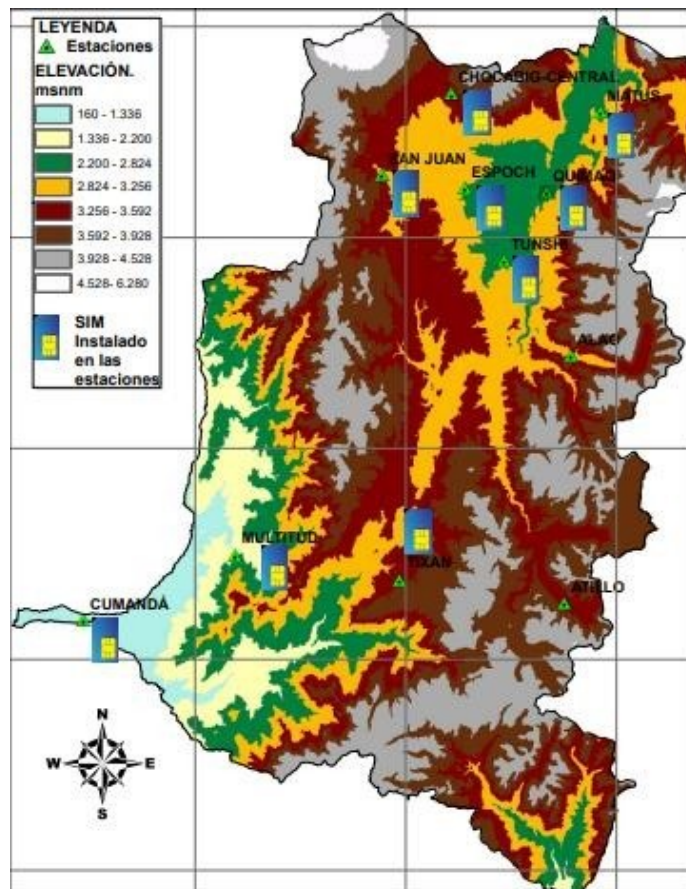 LEYENDA
Estaciones
ELEVACIÓN.
msnm
160 - 1.336
1.336 - 2.200
2.200 - 2.824
2.824 - 3.256
3.256 - 3.592
3.592 - 3.928
3.928 - 4.528
4.528- 6.280
SIM
Instalado
en las
estaciones
CHOCABIG-CENTRAL
MATUS
SAN JUAN
ESPOCH
TUNSHI
ALAO
MULTITUD
TIXAN
ATILLO
CUMANDÁ
N
W
E
S